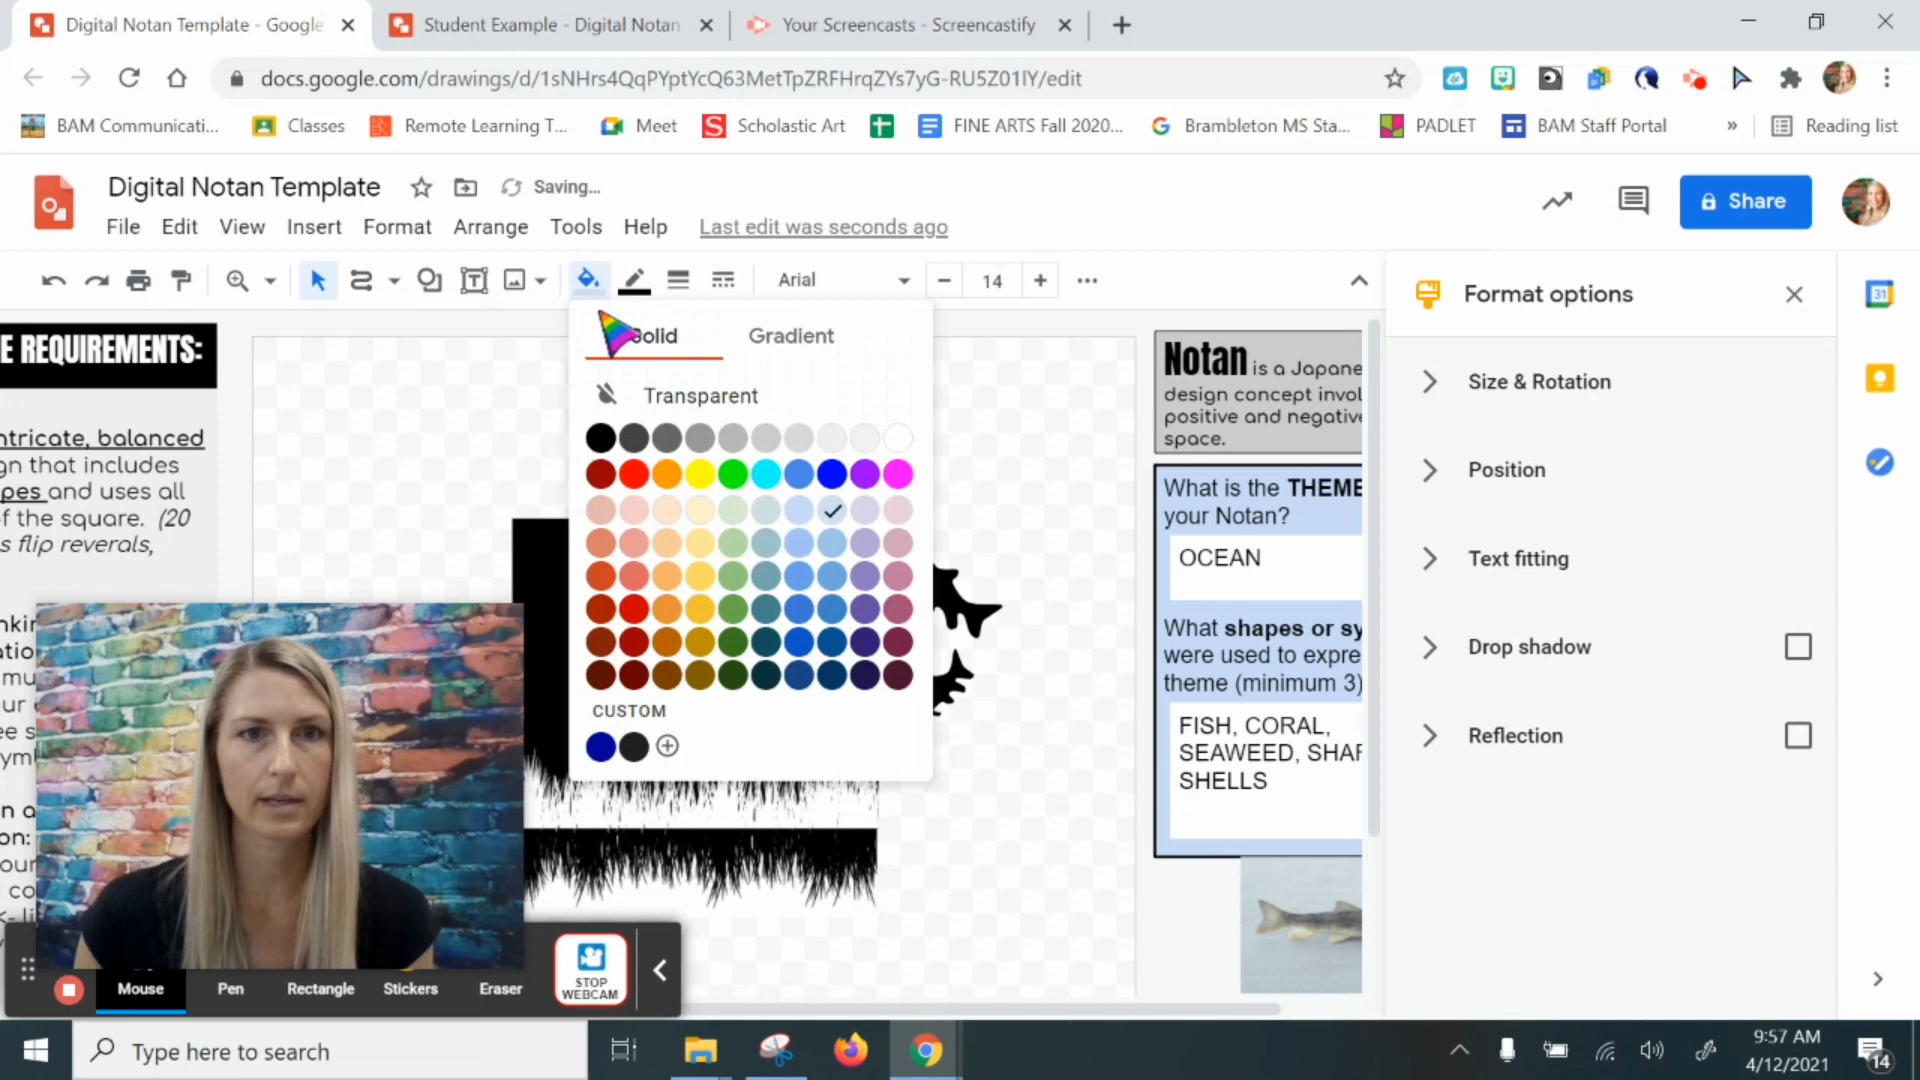 Digital Notan Template - Google
Student Example - Digital Notan
Your Screencasts - Screencastify
docs.google.com/drawings/d/1sNHrs4QqPYptYcQ63MetTpZRFHrqZYs7yG-RU5Z01lY/edit
BAM Communicati...
Classes
Remote Learning T...
Meet
Scholastic Art
FINE ARTS Fall 2020...
Brambleton MS Sta...
PADLET
BAM Staff Portal
»
Reading list
Digital Notan Template
Saving...
File Edit View Insert Format Arrange Tools Help Last edit was seconds ago
Share
Arial
14
Solid
Gradient
Transparent
CUSTOM
E REQUIREMENTS:
ntricate, balanced
gn that includes
pes and uses all
f the square. (20
s flip reverals,
Notan is a Japane
design concept invol
positive and negative
space.
What is the THEME
your Notan?
OCEAN
What shapes or sy
were used to expre
theme (minimum 3)
FISH, CORAL,
SEAWEED, SHAR
SHELLS
Format options
Size & Rotation
Position
Text fitting
Drop shadow
Reflection
31
Mouse
Pen
Rectangle
Stickers
Eraser
STOP
WEBCAM
Type here to search
9:57 AM
4/12/2021
14